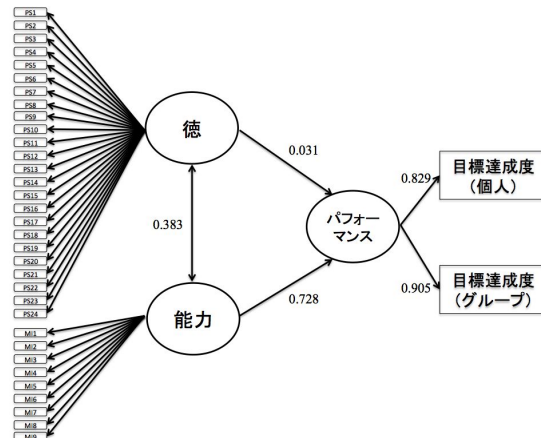 PS1
PS2
PS3
PS4
PS5
PS6
PS7
PS8
PS9
PS10
PS11
PS12
PS13
PS14
PS15
PS16
PS17
PS18
PS19
PS20
PS21
PS22
PS23
PS24
MI1
MI2
MI3
MI4
MI5
MI6
MI7
MI8
MI9
徳
0.383
能力
0.031
0.728
パフォー
マンス
0.829
0.905
目標達成度
（個人）
目標達成度
（グループ）